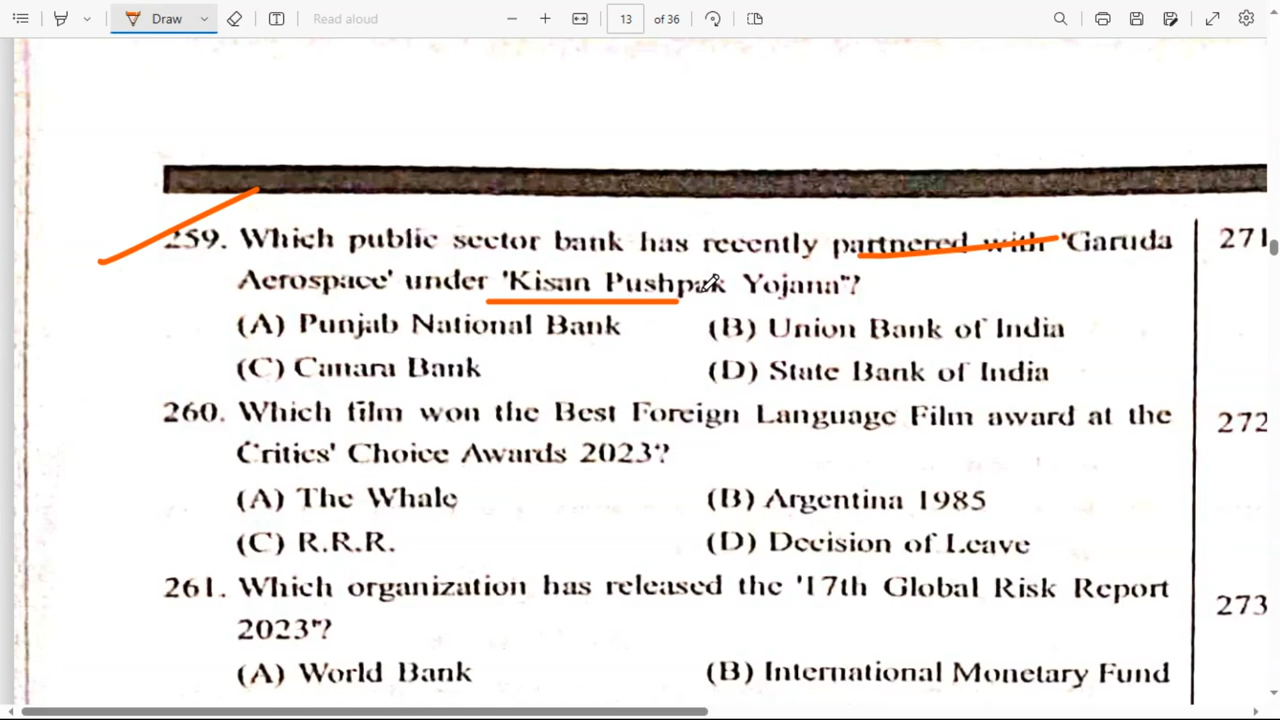 Draw
Read aloud
13
of 36
259. Which public sector bank has recently partnered with 'Garuda
Aerospace' under 'Kisan Pushpak Yojana"?
(A) Punjab National Bank
(B) Union Bank of India
(C) Canara Bank
(D) State Bank of India
260. Which film won the Best Foreign Language Film award at the
Critics' Choice Awards 2023?
(A) The Whale
(B) Argentina 1985
(C) R.R.R.
(D) Decision of Leave
261. Which organization has released the '17th Global Risk Report
2023"?
(A) World Bank
(B) International Monetary Fund
271
272
273